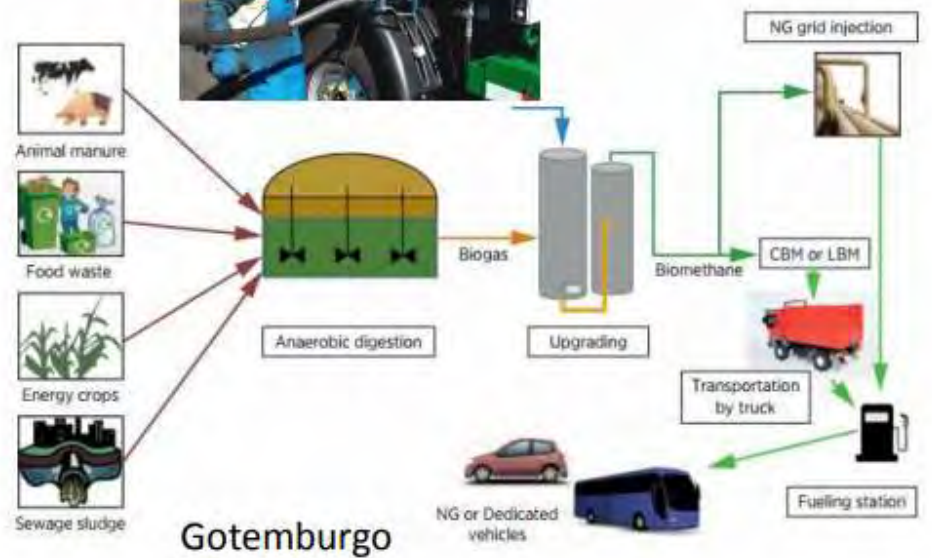 NG grid injection
Animal manure
Food waste
Energy crops
Sewage sludge
Anaerobic digestion
Biogas
Upgrading
Biomethane
CBM or LBM
Transportation
by truck
Fueling station
NG or Dedicated
vehicles
Gotemburgo